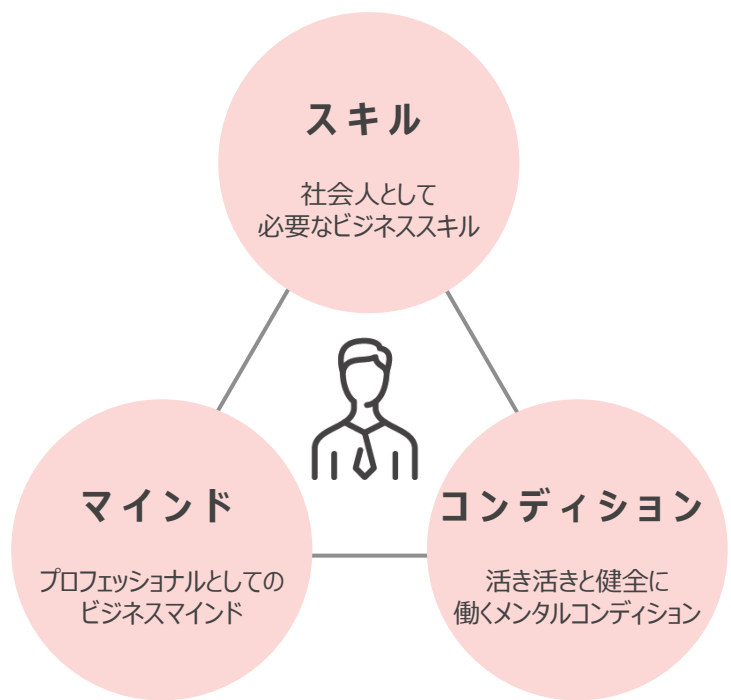 スキル
社会人として
必要なビジネススキル
マインド
プロフェッショナルとしての
ビジネスマインド
コンディション
活き活きと健全に
働くメンタルコンディション